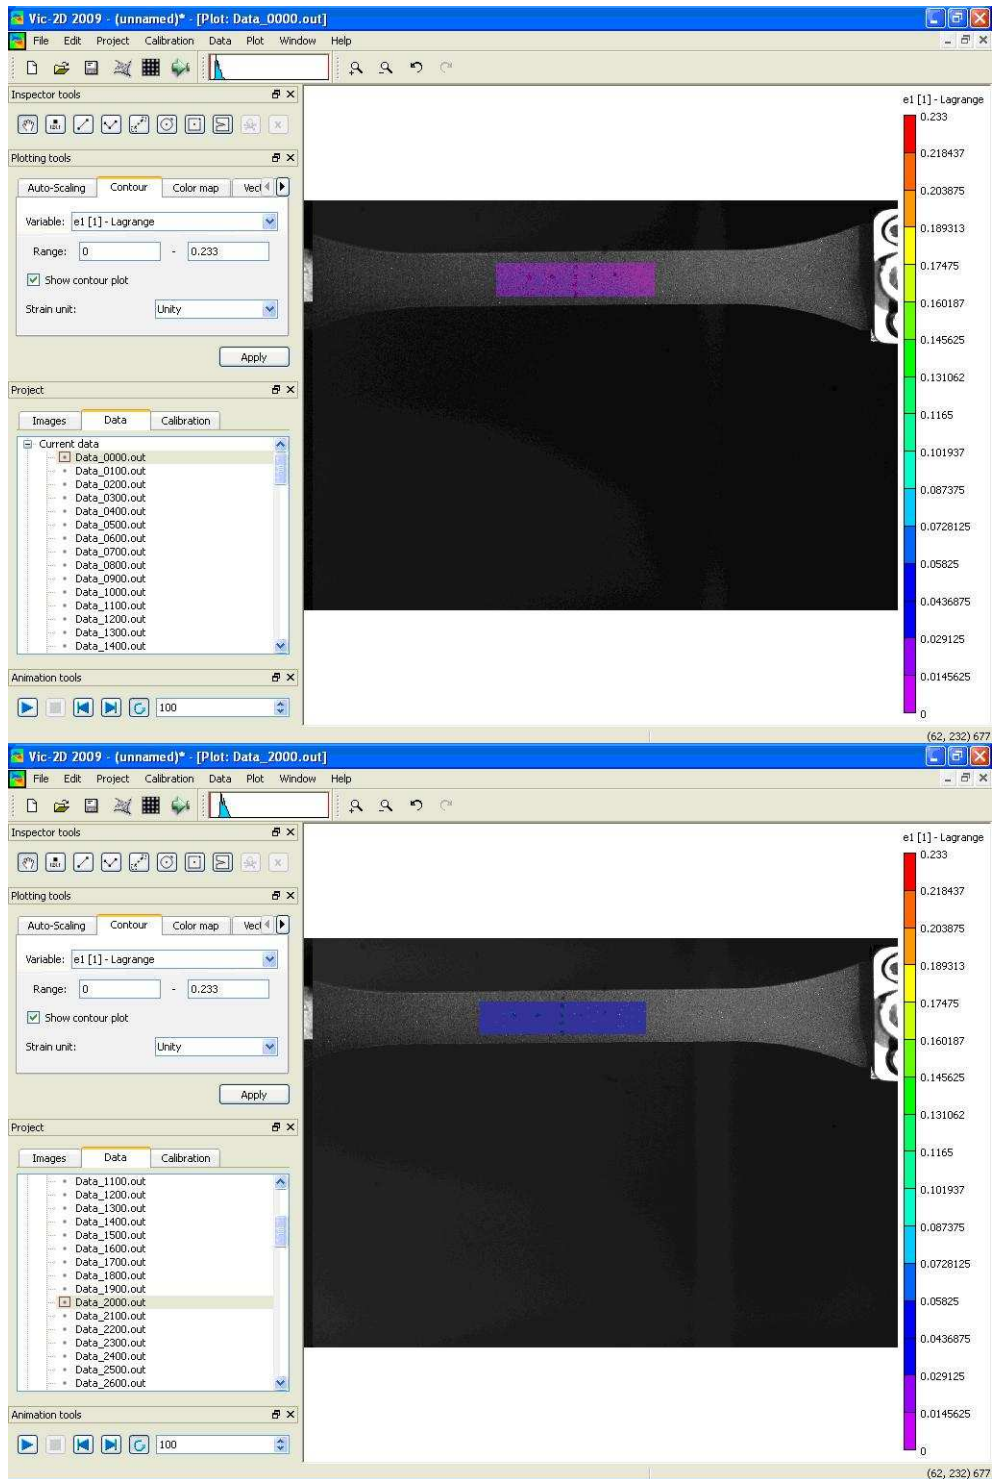 Vic-2D 2009 - (unnamed)* - [Plot: Data_0000.out]
File Edit Project Calibration Data Plot Window Help
Inspector tools
Plotting tools
Auto-Scaling Contour Color map Vect
Variable: e1 [1] - Lagrange
Range: 0 - 0.233
Show contour plot
Strain unit: Unity
Apply
Project
Images Data Calibration
Current data
Data_0000.out
Data_0100.out
Data_0200.out
Data_0300.out
Data_0400.out
Data_0500.out
Data_0600.out
Data_0700.out
Data_0800.out
Data_0900.out
Data_1000.out
Data_1100.out
Data_1200.out
Data_1300.out
Data_1400.out
Animation tools
100
e1 [1] - Lagrange
0.233
0.218437
0.203875
0.189313
0.17475
0.160187
0.145625
0.131062
0.1165
0.101937
0.087375
0.0728125
0.05825
0.0436875
0.029125
0.0145625
0
(62, 232) 677
Vic-2D 2009 - (unnamed)* - [Plot: Data_2000.out]
File Edit Project Calibration Data Plot Window Help
Inspector tools
Plotting tools
Auto-Scaling Contour Color map Vect
Variable: e1 [1] - Lagrange
Range: 0 - 0.233
Show contour plot
Strain unit: Unity
Apply
Project
Images Data Calibration
Data_1100.out
Data_1200.out
Data_1300.out
Data_1400.out
Data_1500.out
Data_1600.out
Data_1700.out
Data_1800.out
Data_1900.out
Data_2000.out
Data_2100.out
Data_2200.out
Data_2300.out
Data_2400.out
Data_2500.out
Data_2600.out
Animation tools
100
e1 [1] - Lagrange
0.233
0.218437
0.203875
0.189313
0.17475
0.160187
0.145625
0.131062
0.1165
0.101937
0.087375
0.0728125
0.05825
0.0436875
0.029125
0.0145625
0
(62, 232) 677